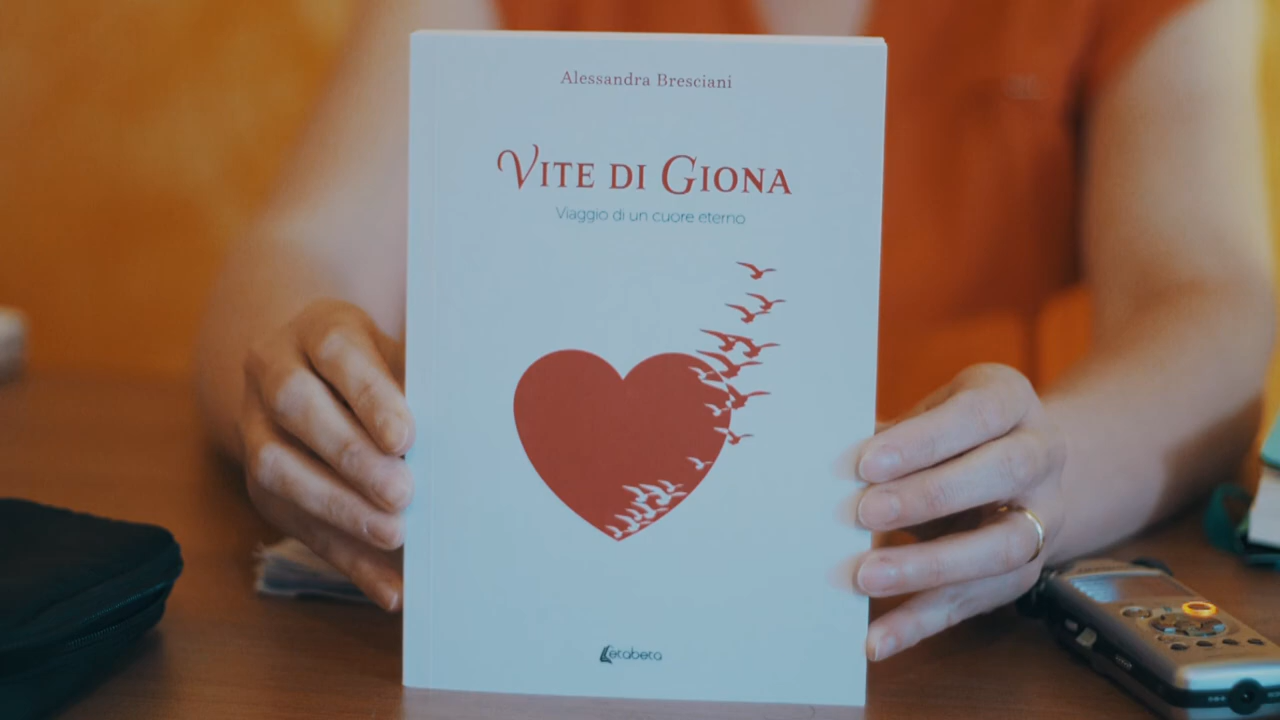 Alessandra Bresciani
Vite di Giona
Viaggio di un cuore eterno
etabeta